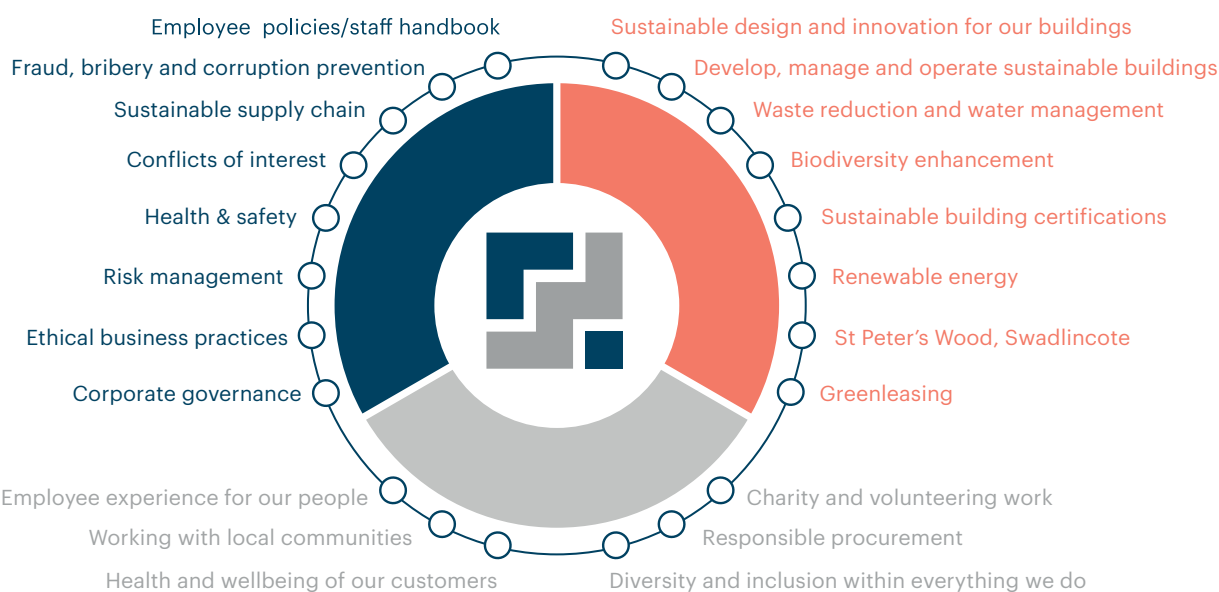 Employee policies/staff handbook
Fraud, bribery and corruption prevention
Sustainable supply chain
Conflicts of interest
Health & safety
Risk management
Ethical business practices
Corporate governance
Sustainable design and innovation for our buildings
Develop, manage and operate sustainable buildings
Waste reduction and water management
Biodiversity enhancement
Sustainable building certifications
Renewable energy
St Peter’s Wood, Swadlincote
Greenleasing
Employee experience for our people
Working with local communities
Health and wellbeing of our customers
Charity and volunteering work
Responsible procurement
Diversity and inclusion within everything we do